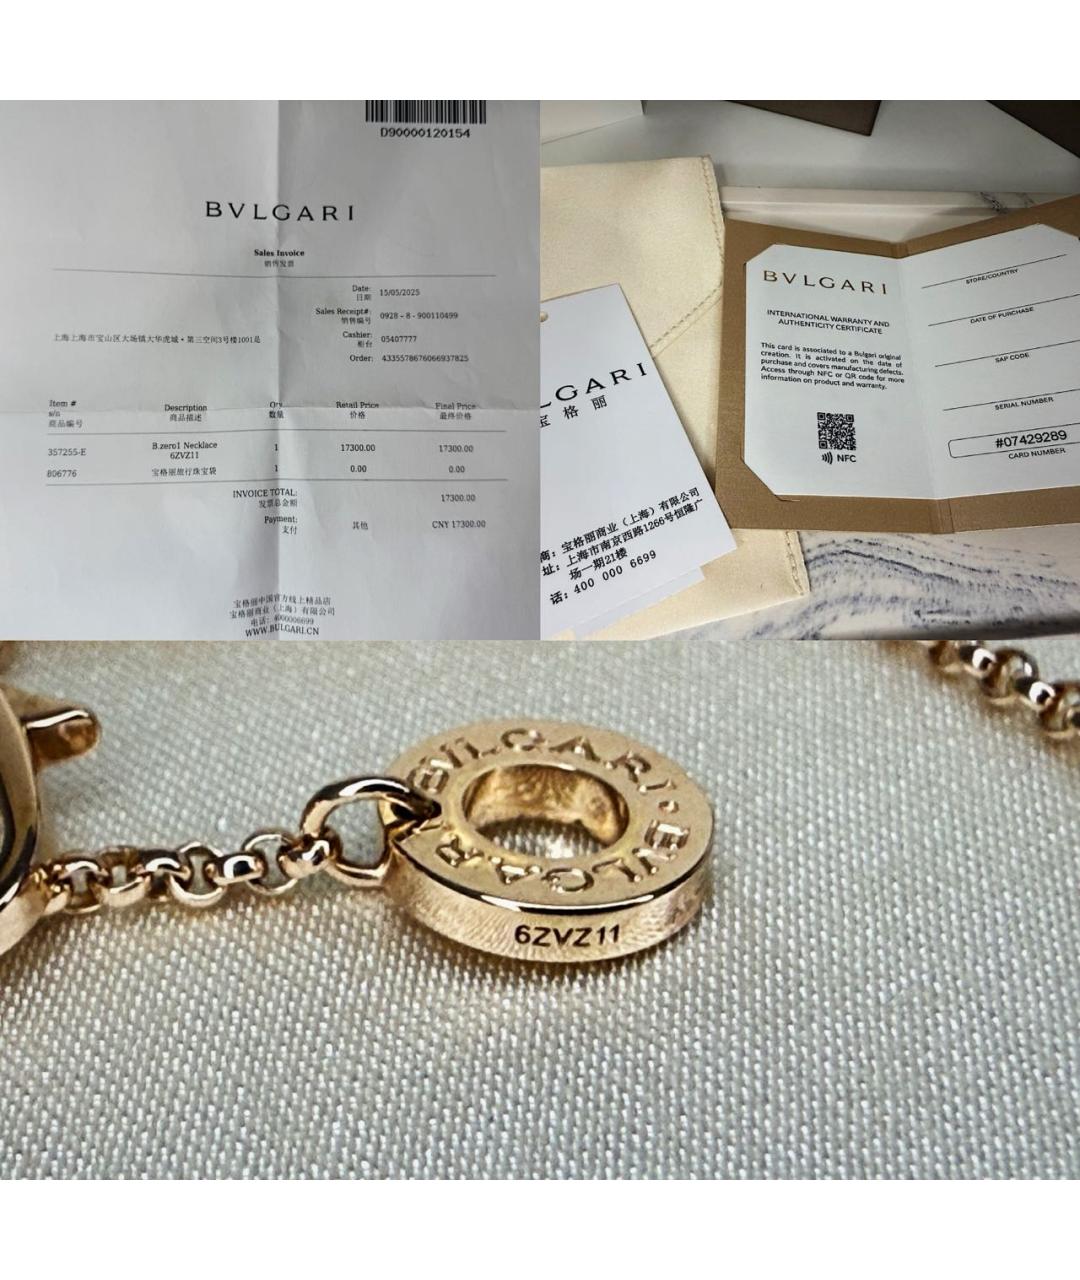 D90000120154
BVLGARI
Sales Invoice
销售发票
Date: 15/05/2025
日期
Sales Receipt#: 0928 - 8 - 900110499
销售编号
上海上海市宝山区大场镇大华虎城•第三空间3号楼1001是
Cashier: 05407777
柜台
Order: 4335578676066937825
Item # Description Qty Retail Price Final Price
s/n 商品描述 数量 价格 最终价格
商品编号
357255-E B.zero1 Necklace 1 17300.00 17300.00
6ZVZ11
806776 宝格丽旅行珠宝袋 1 0.00 0.00
INVOICE TOTAL: 17300.00
发票总金额
Payment: 其他 CNY 17300.00
支付
宝格丽中国官方线上精品店
宝格丽商业（上海）有限公司
电话: 4000006699
WWW.BULGARI.CN
LGARI
宝格丽
商: 宝格丽商业（上海）有限公司
址: 上海市南京西路1266号恒隆广
场一期21楼
话: 400 000 6699
BVLGARI
INTERNATIONAL WARRANTY AND
AUTHENTICITY CERTIFICATE
This card is associated to a Bulgari original
creation. It is activated on the date of
purchase and covers manufacturing defects.
Access through NFC or QR code for more
information on product and warranty.
NFC
STORE/COUNTRY
DATE OF PURCHASE
SAP CODE
SERIAL NUMBER
#07429289
CARD NUMBER
BVLGARI • BVLGAR
6ZVZ11